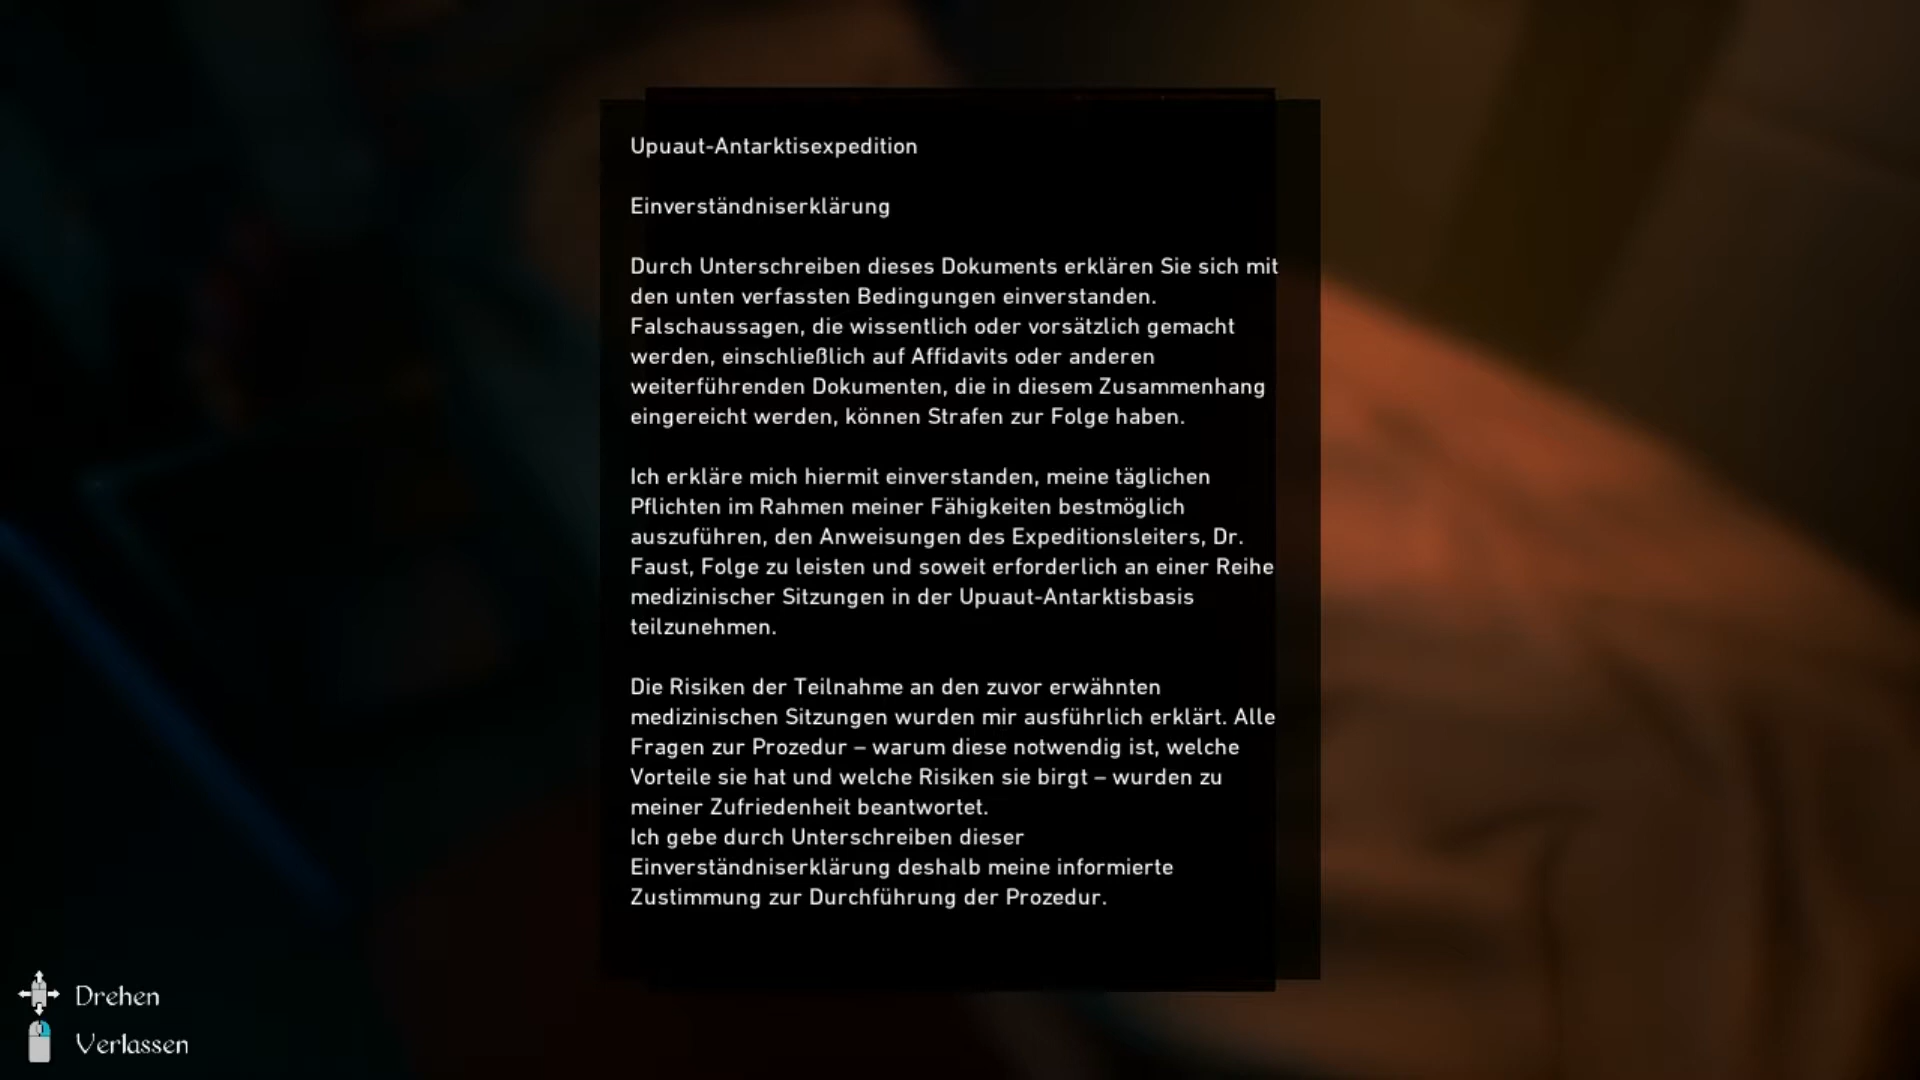 Upuaut-Antarktisexpedition
Einverständniserklärung
Durch Unterschreiben dieses Dokuments erklären Sie sich mit
den unten verfassten Bedingungen einverstanden.
Falschaussagen, die wissentlich oder vorsätzlich gemacht
werden, einschließlich auf Affidavits oder anderen
weiterführenden Dokumenten, die in diesem Zusammenhang
eingereicht werden, können Strafen zur Folge haben.
Ich erkläre mich hiermit einverstanden, meine täglichen
Pflichten im Rahmen meiner Fähigkeiten bestmöglich
auszuführen, den Anweisungen des Expeditionsleiters, Dr.
Faust, Folge zu leisten und soweit erforderlich an einer Reihe
medizinischer Sitzungen in der Upuaut-Antarktisbasis
teilzunehmen.
Die Risiken der Teilnahme an den zuvor erwähnten
medizinischen Sitzungen wurden mir ausführlich erklärt. Alle
Fragen zur Prozedur – warum diese notwendig ist, welche
Vorteile sie hat und welche Risiken sie birgt – wurden zu
meiner Zufriedenheit beantwortet.
Ich gebe durch Unterschreiben dieser
Einverständniserklärung deshalb meine informierte
Zustimmung zur Durchführung der Prozedur.
Drehen
Verlassen